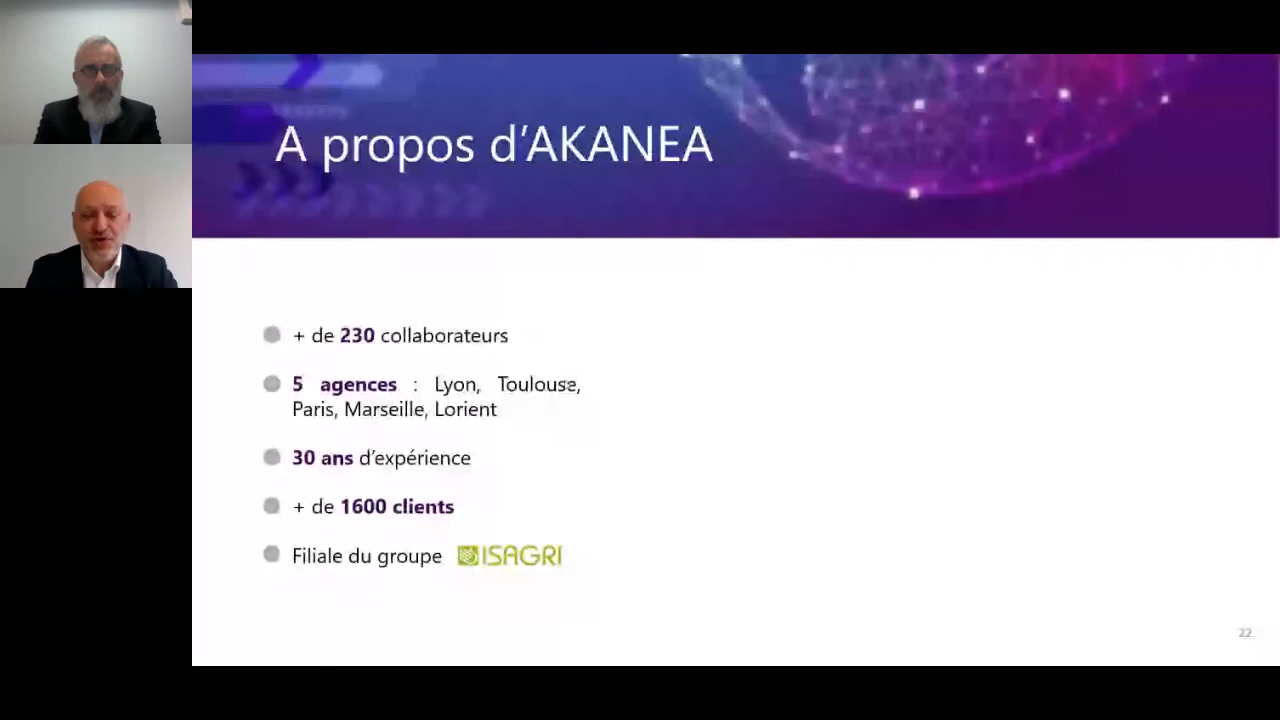 A propos d'AKANEA
+ de 230 collaborateurs
5 agences : Lyon, Toulouse,
Paris, Marseille, Lorient
30 ans d'expérience
+ de 1600 clients
Filiale du groupe ISAGRI
22